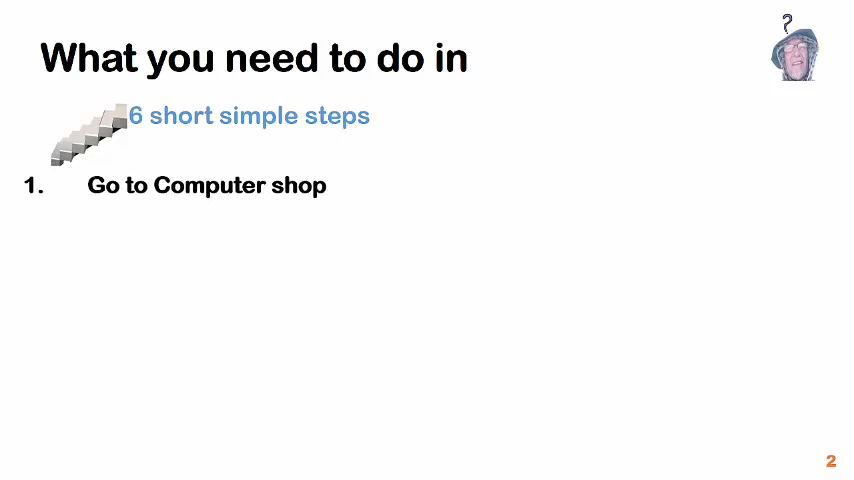 ?
What you need to do in
6 short simple steps
1. Go to Computer shop
2